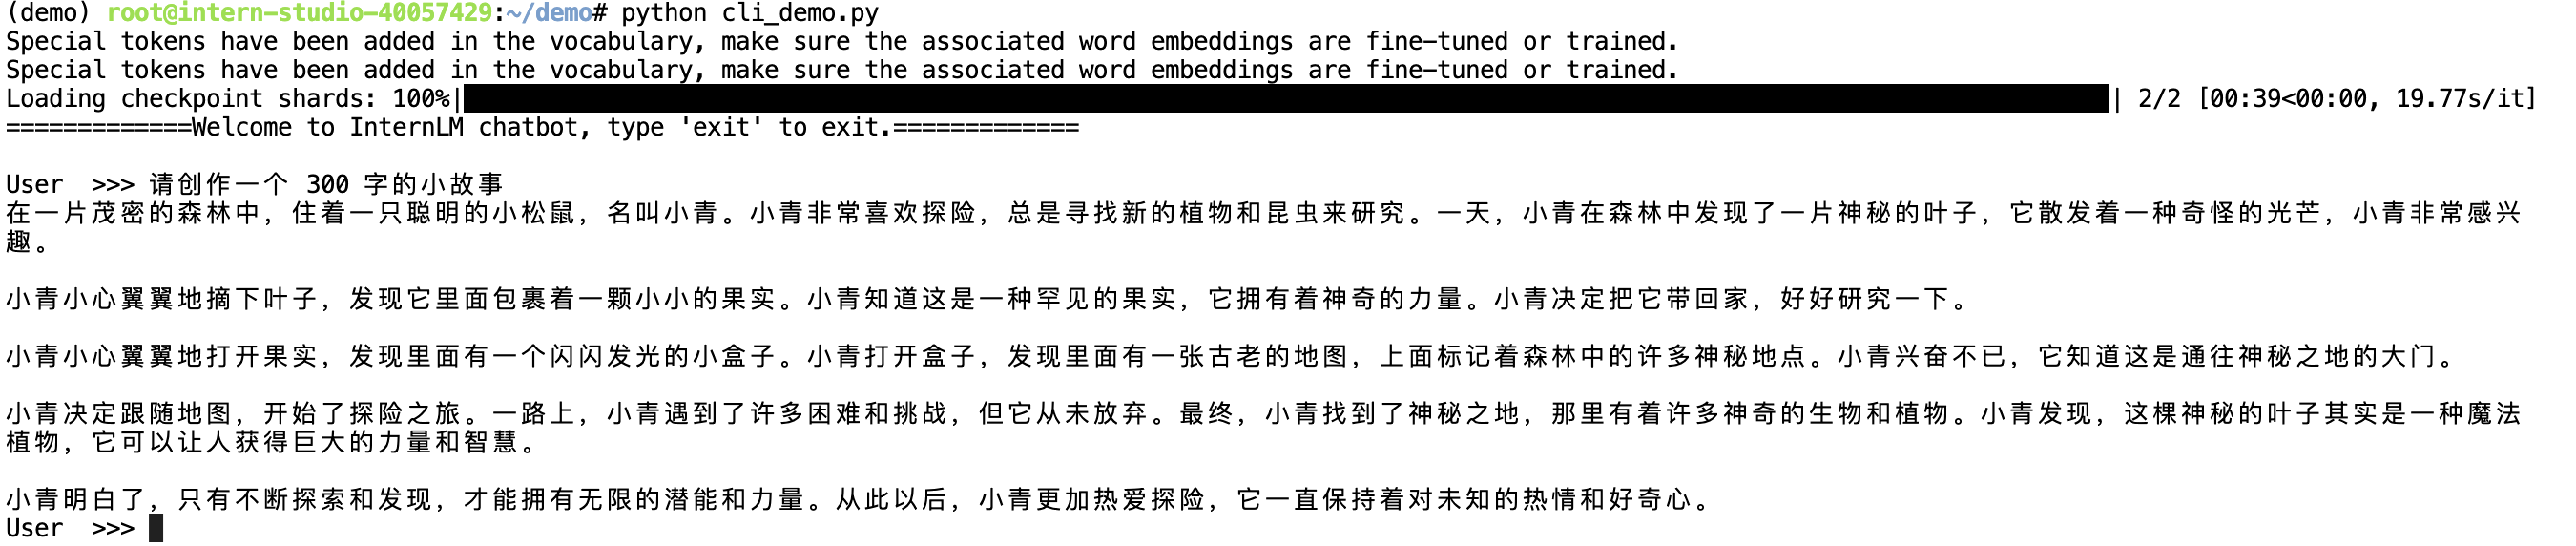 (demo) root@intern-studio-40057429:~/demo# python cli_demo.py
Special tokens have been added in the vocabulary, make sure the associated word embeddings are fine-tuned or trained.
Special tokens have been added in the vocabulary, make sure the associated word embeddings are fine-tuned or trained.
Loading checkpoint shards: 100%|██████████| 2/2 [00:39<00:00, 19.77s/it]
=============Welcome to InternLM chatbot, type 'exit' to exit.=============
User  >>> 请创作一个 300 字的小故事
在一片茂密的森林中，住着一只聪明的小松鼠，名叫小青。小青非常喜欢探险，总是寻找新的植物和昆虫来研究。一天，小青在森林中发现了一片神秘的叶子，它散发着一种奇怪的光芒，小青非常感兴
趣。
小青小心翼翼地摘下叶子，发现它里面包裹着一颗小小的果实。小青知道这是一种罕见的果实，它拥有着神奇的力量。小青决定把它带回家，好好研究一下。
小青小心翼翼地打开果实，发现里面有一个闪闪发光的小盒子。小青打开盒子，发现里面有一张古老的地图，上面标记着森林中的许多神秘地点。小青兴奋不已，它知道这是通往神秘之地的大门。
小青决定跟随地图，开始了探险之旅。一路上，小青遇到了许多困难和挑战，但它从未放弃。最终，小青找到了神秘之地，那里有着许多神奇的生物和植物。小青发现，这棵神秘的叶子其实是一种魔法
植物，它可以让人获得巨大的力量和智慧。
小青明白了，只有不断探索和发现，才能拥有无限的潜能和力量。从此以后，小青更加热爱探险，它一直保持着对未知的热情和好奇心。
User  >>>